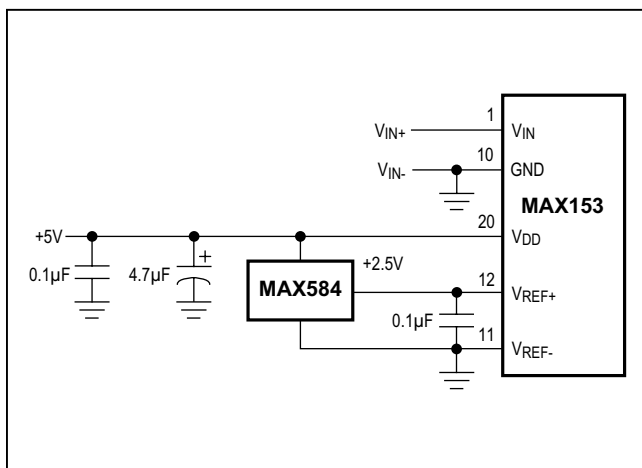 1
VIN+
VIN
10
VIN-
GND
MAX153
20
+5V
VDD
+2.5V
0.1µF
4.7µF
+
MAX584
12
VREF+
0.1µF
11
VREF-